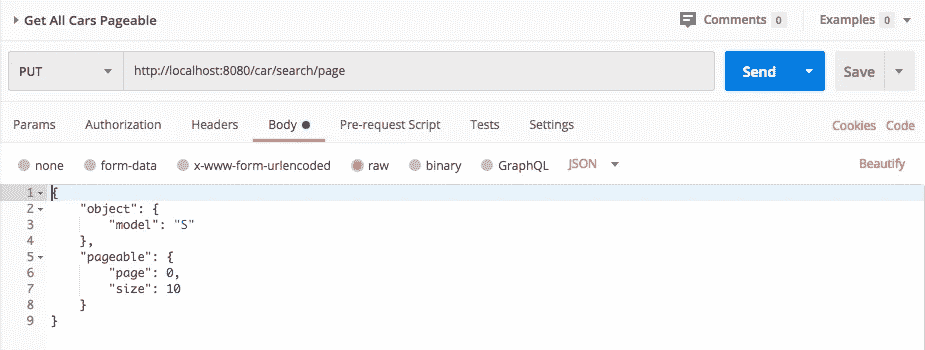 Get All Cars Pageable Comments 0 Examples 0
PUT http://localhost:8080/car/search/page Send Save
Params Authorization Headers Body Pre-request Script Tests Settings Cookies Code
none form-data x-www-form-urlencoded raw binary GraphQL JSON Beautify
1 {
2 "object": {
3 "model": "S"
4 },
5 "pageable": {
6 "page": 0,
7 "size": 10
8 }
9 }